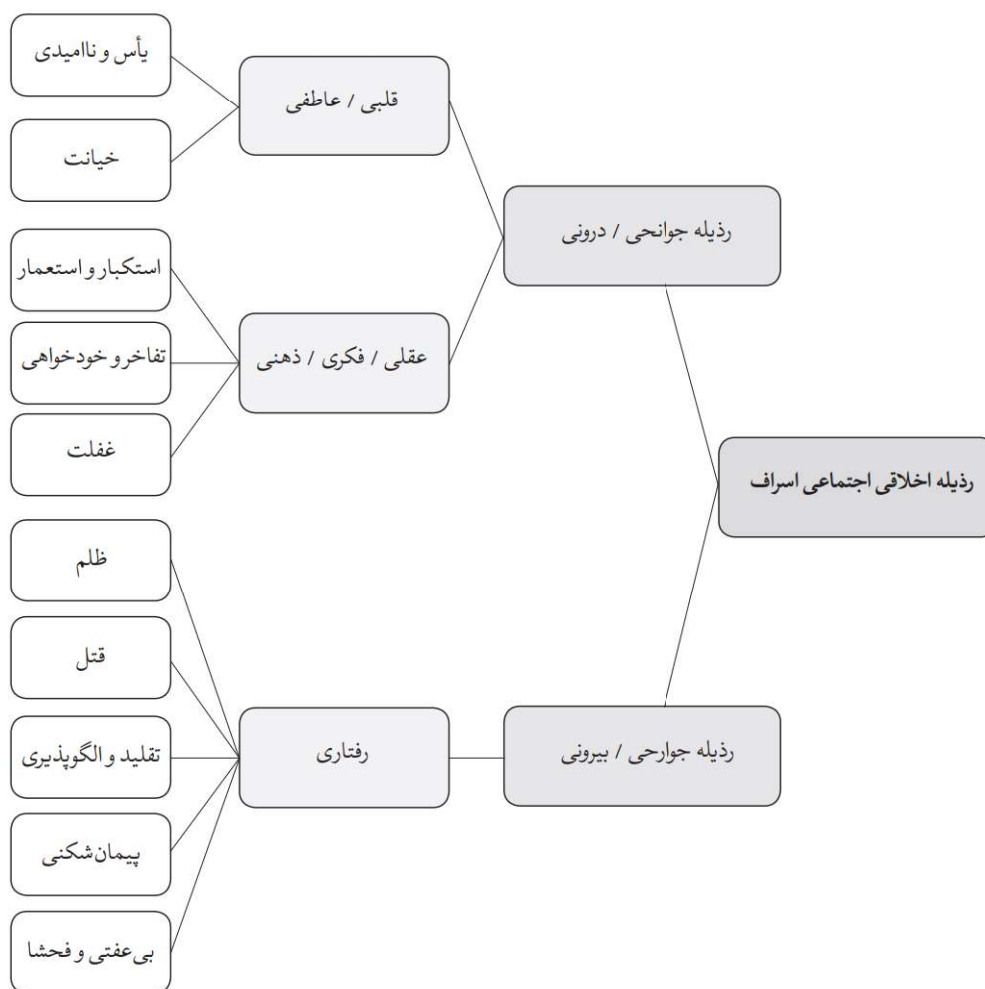 رذیله اخلاقی اجتماعی اسراف
رذیله جوانحی / درونی
قلبی / عاطفی
یأس و ناامیدی
خیانت
عقلی / فکری / ذهنی
استکبار و استعمار
تفاخر و خودخواهی
غفلت
رذیله جوارحی / بیرونی
رفتاری
ظلم
قتل
تقلید و الگوپذیری
پیمان‌شکنی
بی‌عفتی و فحشا